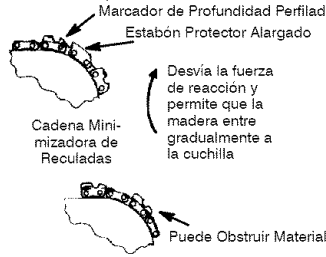 Marcador de Profundidad Perfilad
Estabón Protector Alargado
Desvía la fuerza
de reacción y
permite que la
madera entre
gradualmente a
la cuchilla
Cadena Mini-
mizadora de
Reculadas
Puede Obstruir Material